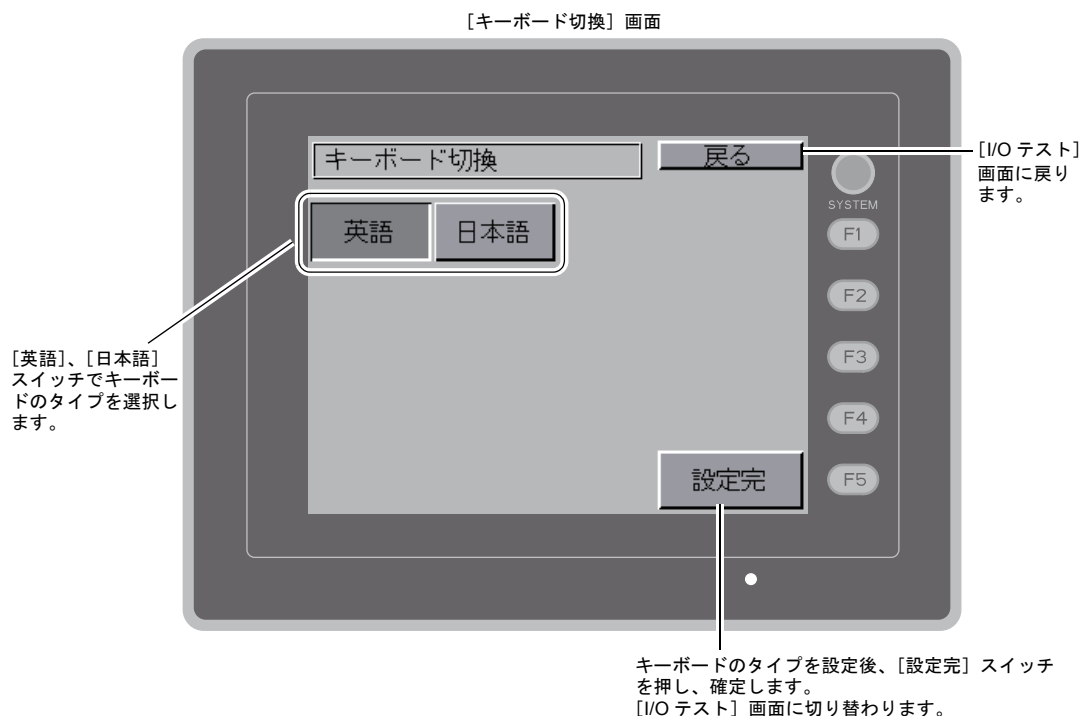 ［キーボード切換］画面
キーボード切換
戻る
［I/O テスト］
画面に戻り
ます。
SYSTEM
英語
日本語
F1
F2
［英語］、［日本語］
スイッチでキーボー
ドのタイプを選択し
ます。
F3
F4
設定完
F5
キーボードのタイプを設定後、［設定完］スイッチ
を押し、確定します。
［I/O テスト］画面に切り替わります。